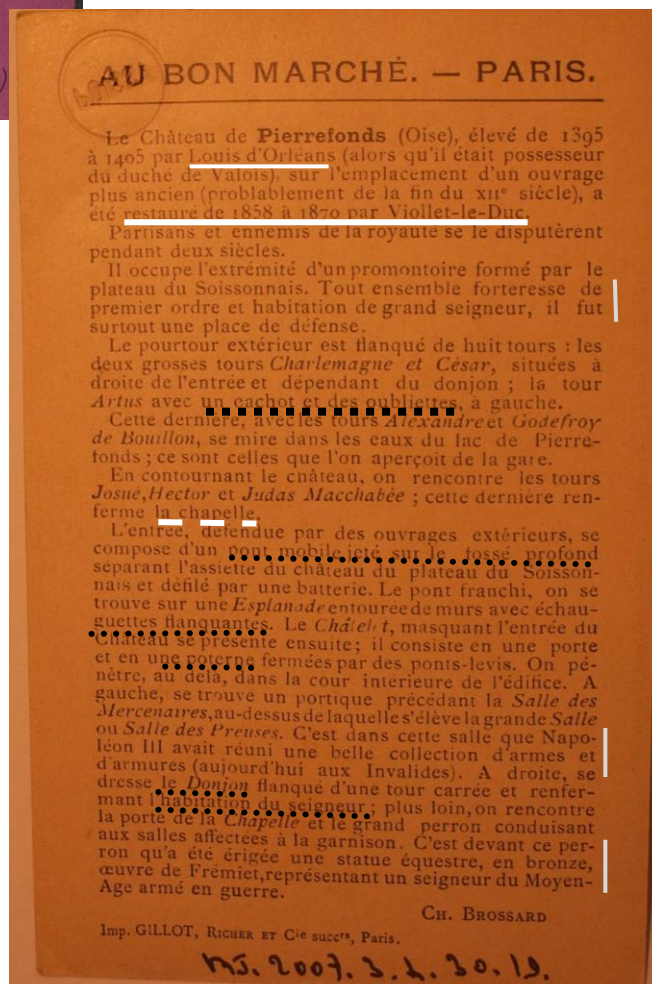 AU BON MARCHÉ. — PARIS.
Le Château de Pierrefonds (Oise), élevé de 1395
à 1405 par Louis d'Orléans (alors qu'il était possesseur
du duché de Valois), sur l'emplacement d'un ouvrage
plus ancien (problablement de la fin du XIIe siècle), a
été restauré de 1858 à 1870 par Viollet-le-Duc.
Partisans et ennemis de la royauté se le disputèrent
pendant deux siècles.
Il occupe l'extrémité d'un promontoire formé par le
plateau du Soissonnais. Tout ensemble forteresse de
premier ordre et habitation de grand seigneur, il fut
surtout une place de défense.
Le pourtour extérieur est flanqué de huit tours : les
deux grosses tours Charlemagne et César, situées à
droite de l'entrée et dépendant du donjon ; la tour
Artus avec un cachot et des oubliettes, à gauche.
Cette dernière, avec les tours Alexandre et Godefroy
de Bouillon, se mire dans les eaux du lac de Pierre-
fonds ; ce sont celles que l'on aperçoit de la gare.
En contournant le château, on rencontre les tours
Josué, Hector et Judas Macchabée ; cette dernière ren-
ferme la chapelle.
L'entrée, défendue par des ouvrages extérieurs, se
compose d'un pont mobile jeté sur le fossé profond
séparant l'assiette du château du plateau du Soisson-
nais et défilé par une batterie. Le pont franchi, on se
trouve sur une Esplanade entourée de murs avec échau-
guettes flanquantes. Le Châtelet, masquant l'entrée du
Château se présente ensuite ; il consiste en une porte
et en une poterne fermées par des ponts-levis. On pé-
nètre, au delà, dans la cour intérieure de l'édifice. A
gauche, se trouve un portique précédant la Salle des
Mercenaires, au-dessus de laquelle s'élève la grande Salle
ou Salle des Preuses. C'est dans cette salle que Napo-
léon III avait réuni une belle collection d'armes et
d'armures (aujourd'hui aux Invalides). A droite, se
dresse le Donjon flanqué d'une tour carrée et renfer-
mant l'habitation du seigneur ; plus loin, on rencontre
la porte de la Chapelle et le grand perron conduisant
aux salles affectées à la garnison. C'est devant ce per-
ron qu'a été érigée une statue équestre, en bronze,
œuvre de Frémiet, représentant un seigneur du Moyen-
Age armé en guerre.
CH. BROSSARD
Imp. GILLOT, RICHER ET Cie succrs, Paris.
NJ. 2007. 3. 1. 30. 19.